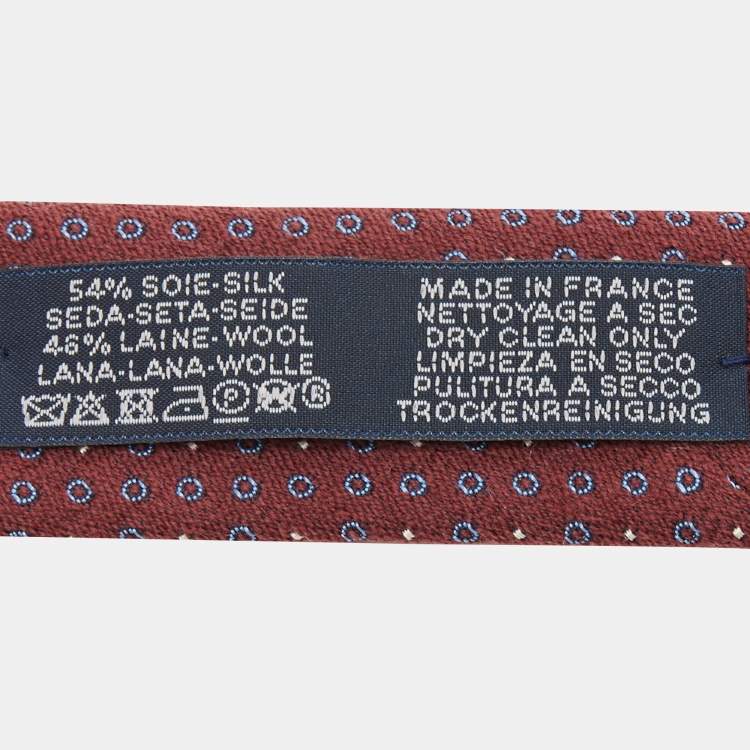 54% SOIE-SILK
SEDA-SETA-SEIDE
46% LAINE-WOOL
LANA-LANA-WOLLE
P W ®
MADE IN FRANCE
NETTOYAGE A SEC
DRY CLEAN ONLY
LIMPIEZA EN SECO
PULITURA A SECCO
TROCKENREINIGUNG